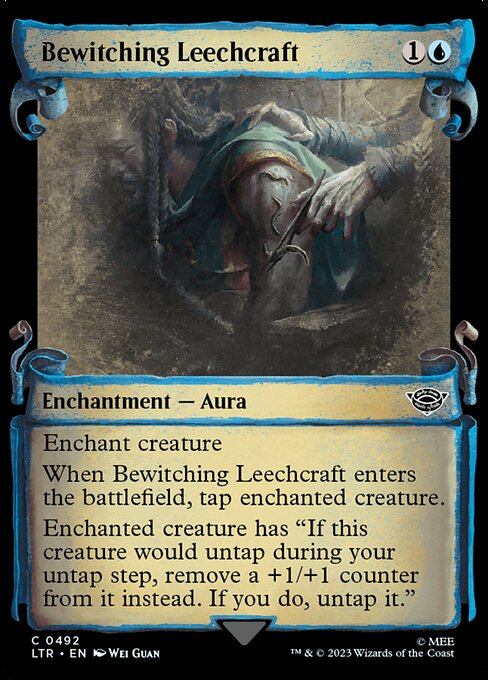 Bewitching Leechcraft 1
Enchantment — Aura
Enchant creature
When Bewitching Leechcraft enters
the battlefield, tap enchanted creature.
Enchanted creature has “If this
creature would untap during your
untap step, remove a +1/+1 counter
from it instead. If you do, untap it.”
C 0492
LTR • EN Wei Guan
© MEE
™ & © 2023 Wizards of the Coast